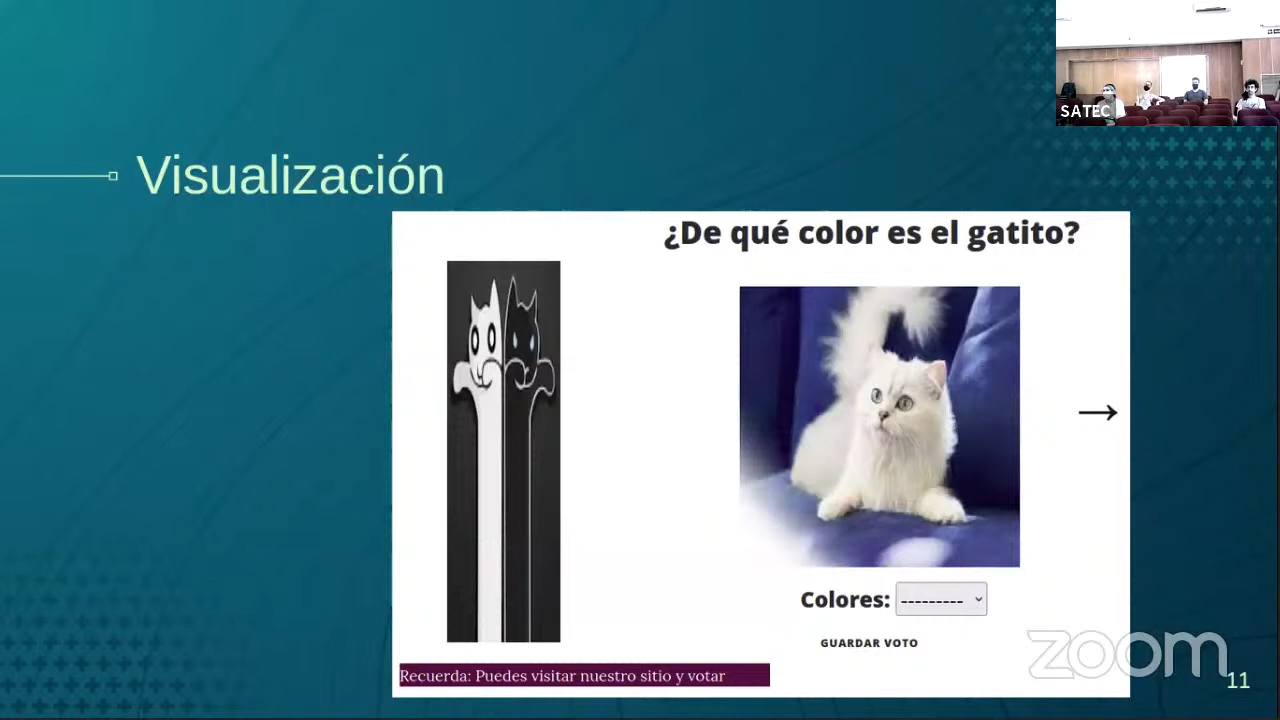 SATEC
Visualización
¿De qué color es el gatito?
→
Colores: ---------
GUARDAR VOTO
Recuerda: Puedes visitar nuestro sitio y votar
zoom
11